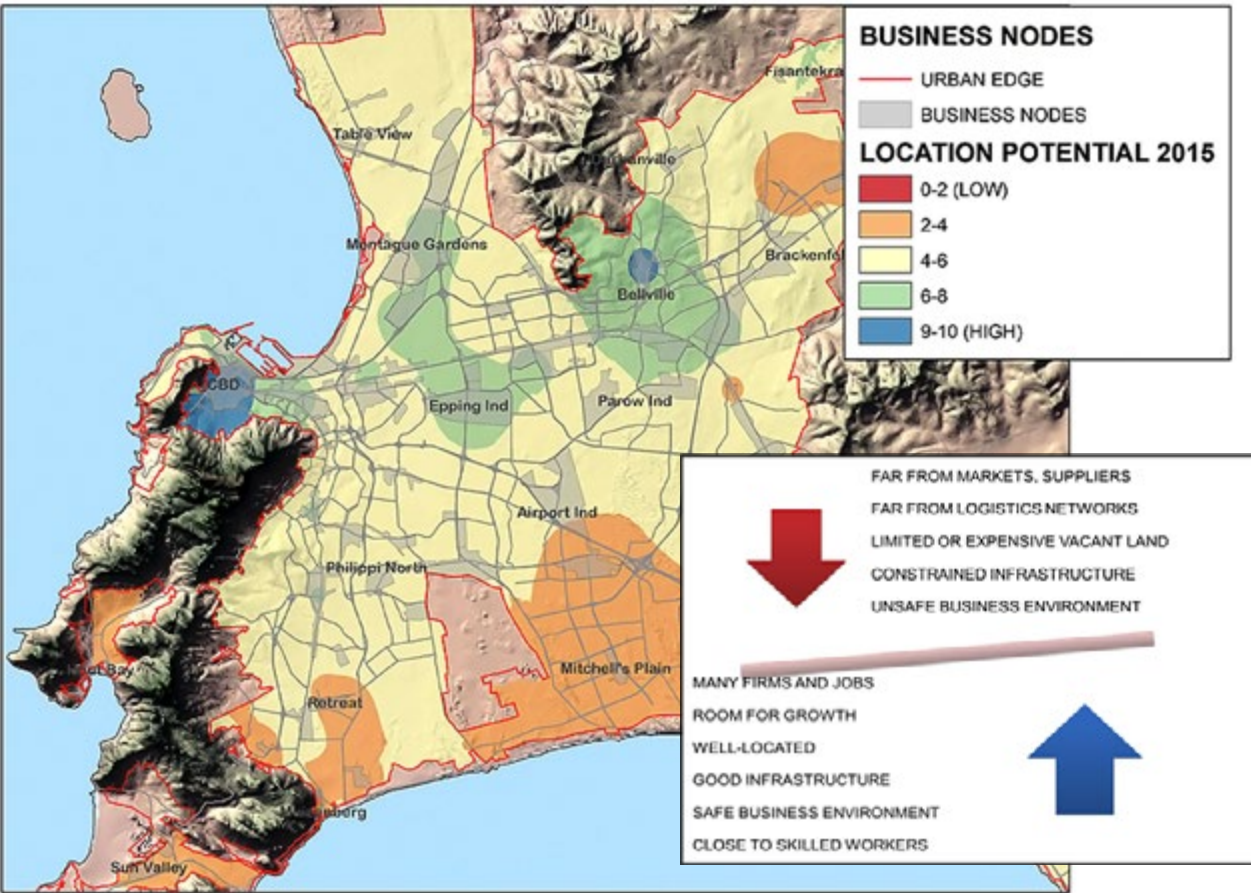 BUSINESS NODES
URBAN EDGE
BUSINESS NODES
LOCATION POTENTIAL 2015
0-2 (LOW)
2-4
4-6
6-8
9-10 (HIGH)
Table View
Montague Gardens
Bellville
CBD
Epping Ind
Parow Ind
Airport Ind
Philippi North
Mitchell's Plain
Retreat
Sun Valley
FAR FROM MARKETS, SUPPLIERS
FAR FROM LOGISTICS NETWORKS
LIMITED OR EXPENSIVE VACANT LAND
CONSTRAINED INFRASTRUCTURE
UNSAFE BUSINESS ENVIRONMENT
MANY FIRMS AND JOBS
ROOM FOR GROWTH
WELL-LOCATED
GOOD INFRASTRUCTURE
SAFE BUSINESS ENVIRONMENT
CLOSE TO SKILLED WORKERS